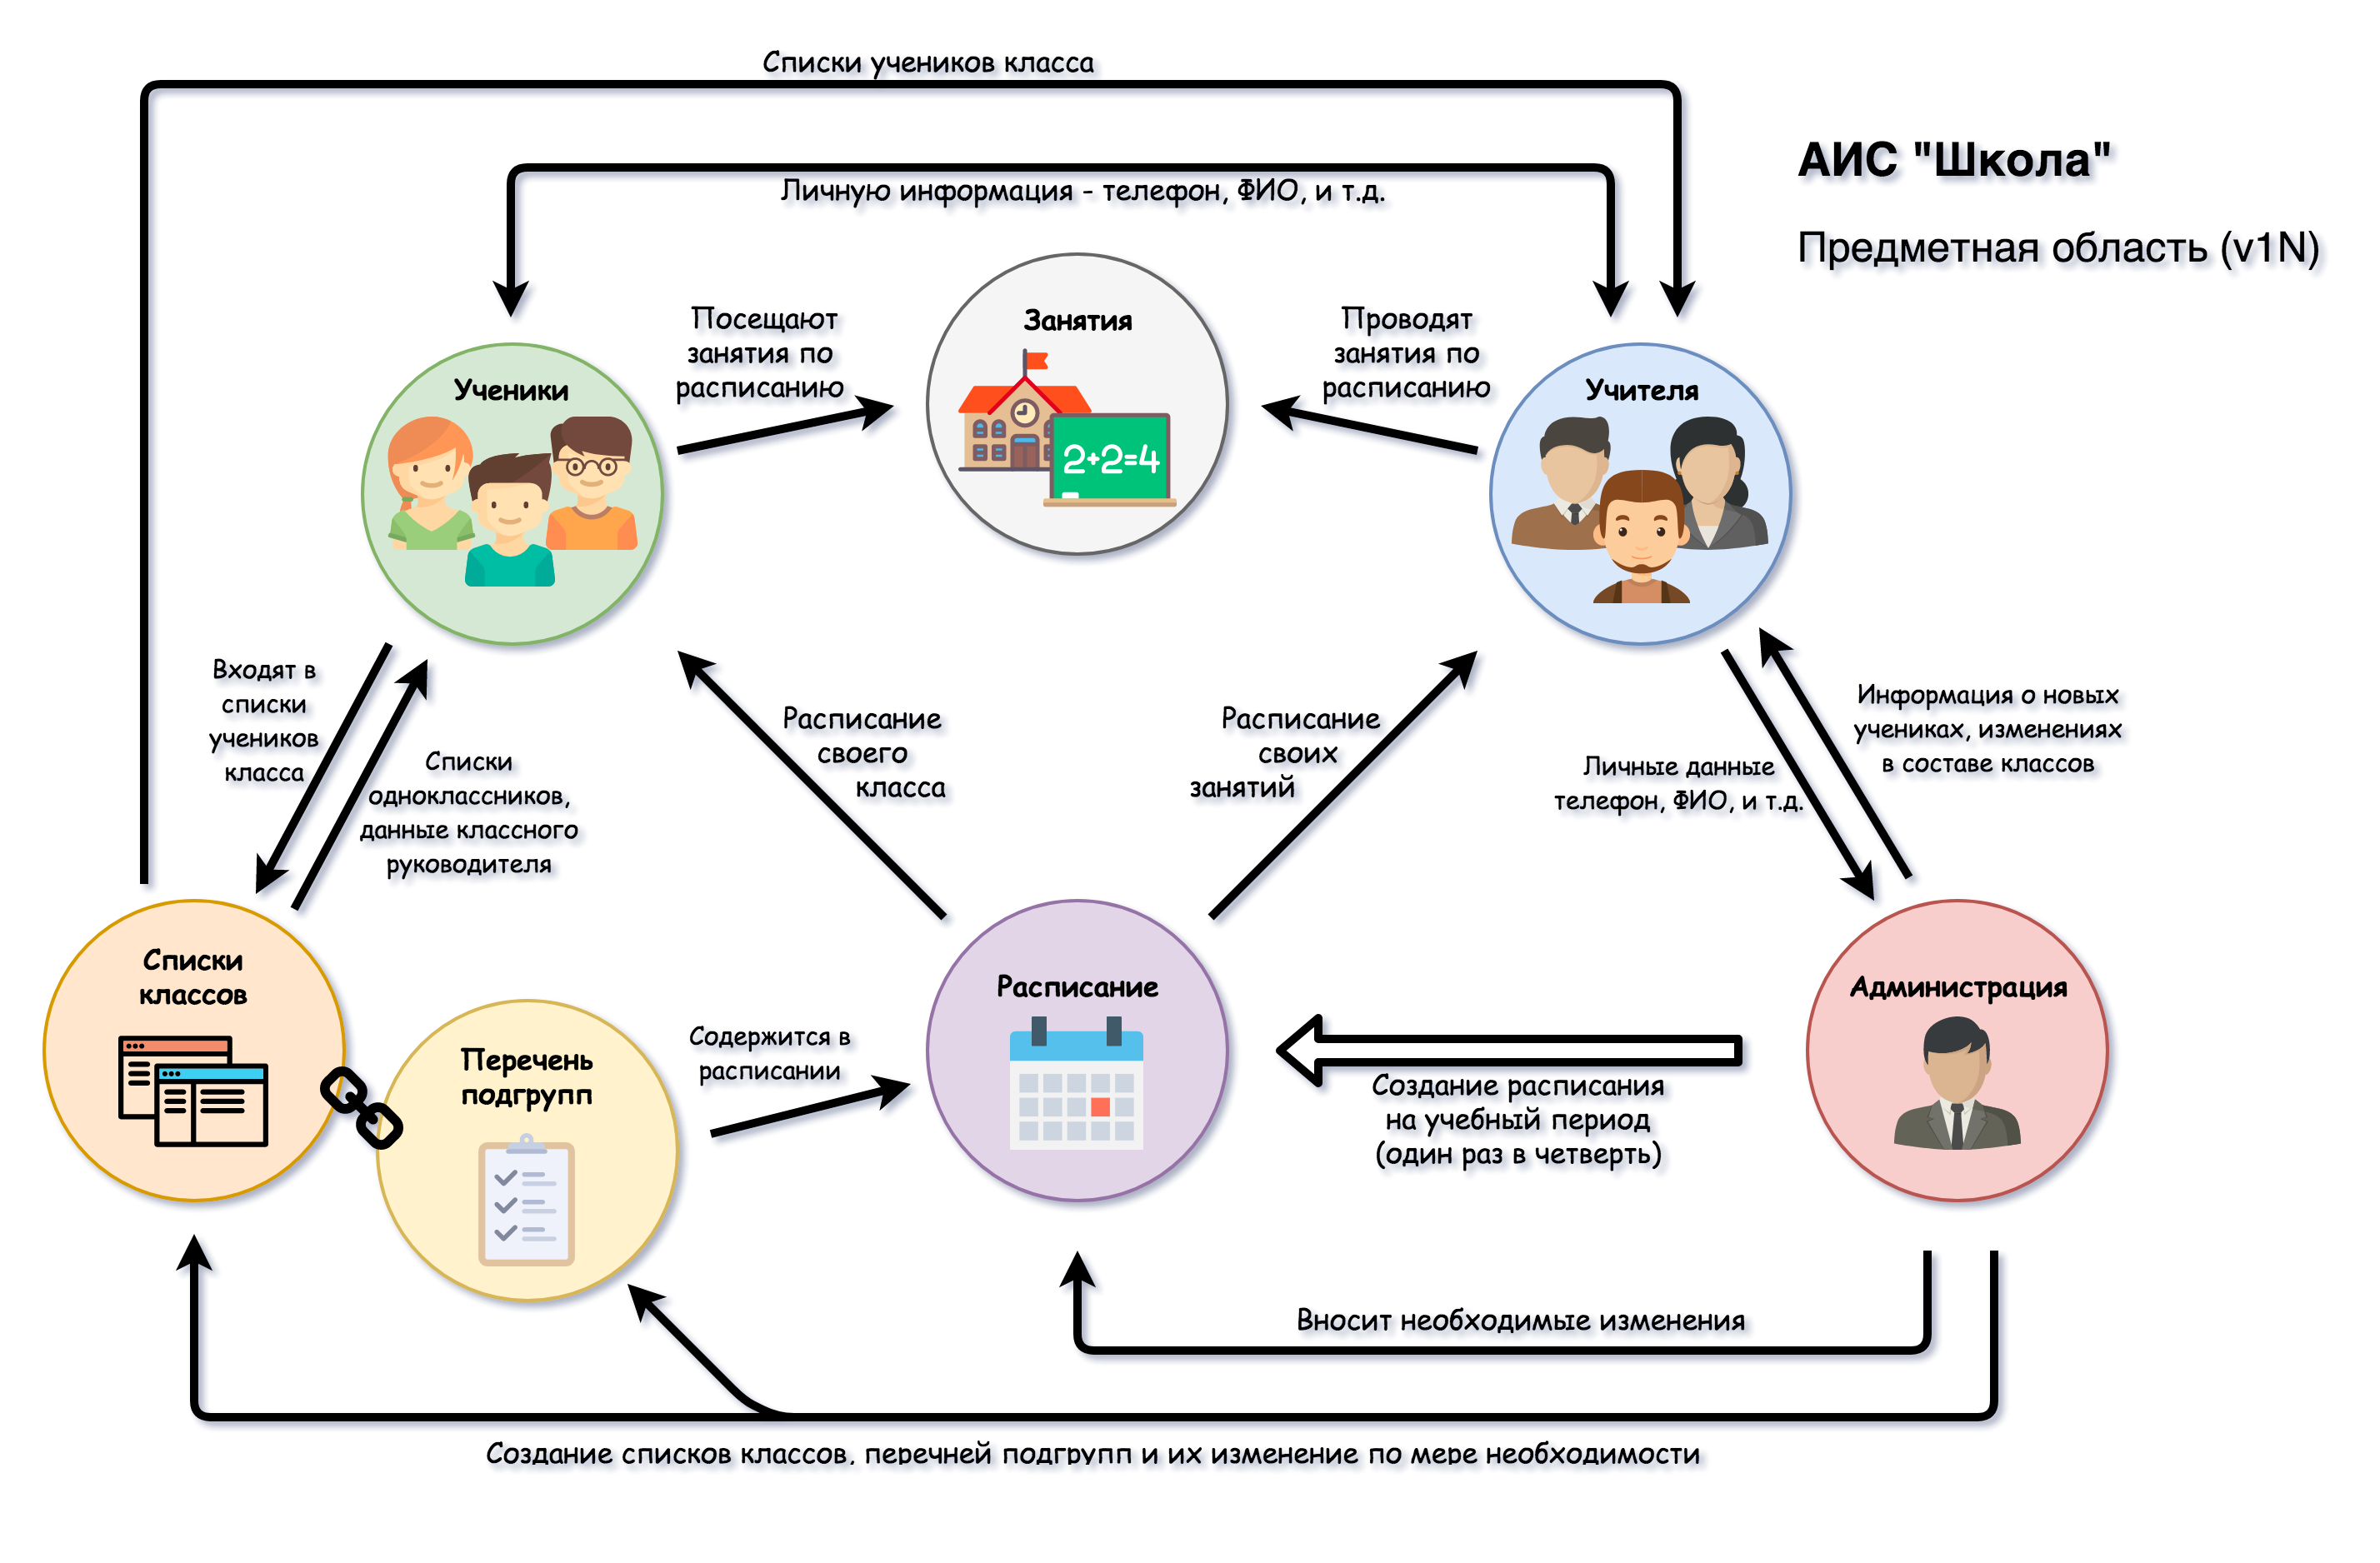 Списки учеников класса
АИС "Школа"
Личную информация - телефон, ФИО, и т.д.
Предметная область (v1N)
Посещают
занятия по
расписанию
Занятия
2+2=4
Проводят
занятия по
расписанию
Ученики
Учителя
Входят в
списки
учеников
класса
Списки
одноклассников,
данные классного
руководителя
Расписание
своего
класса
Расписание
своих
занятий
Личные данные
телефон, ФИО, и т.д.
Информация о новых
учениках, изменениях
в составе классов
Списки
классов
Перечень
подгрупп
Содержится в
расписании
Расписание
Создание расписания
на учебный период
(один раз в четверть)
Администрация
Вносит необходимые изменения
Создание списков классов, перечней подгрупп и их изменение по мере необходимости